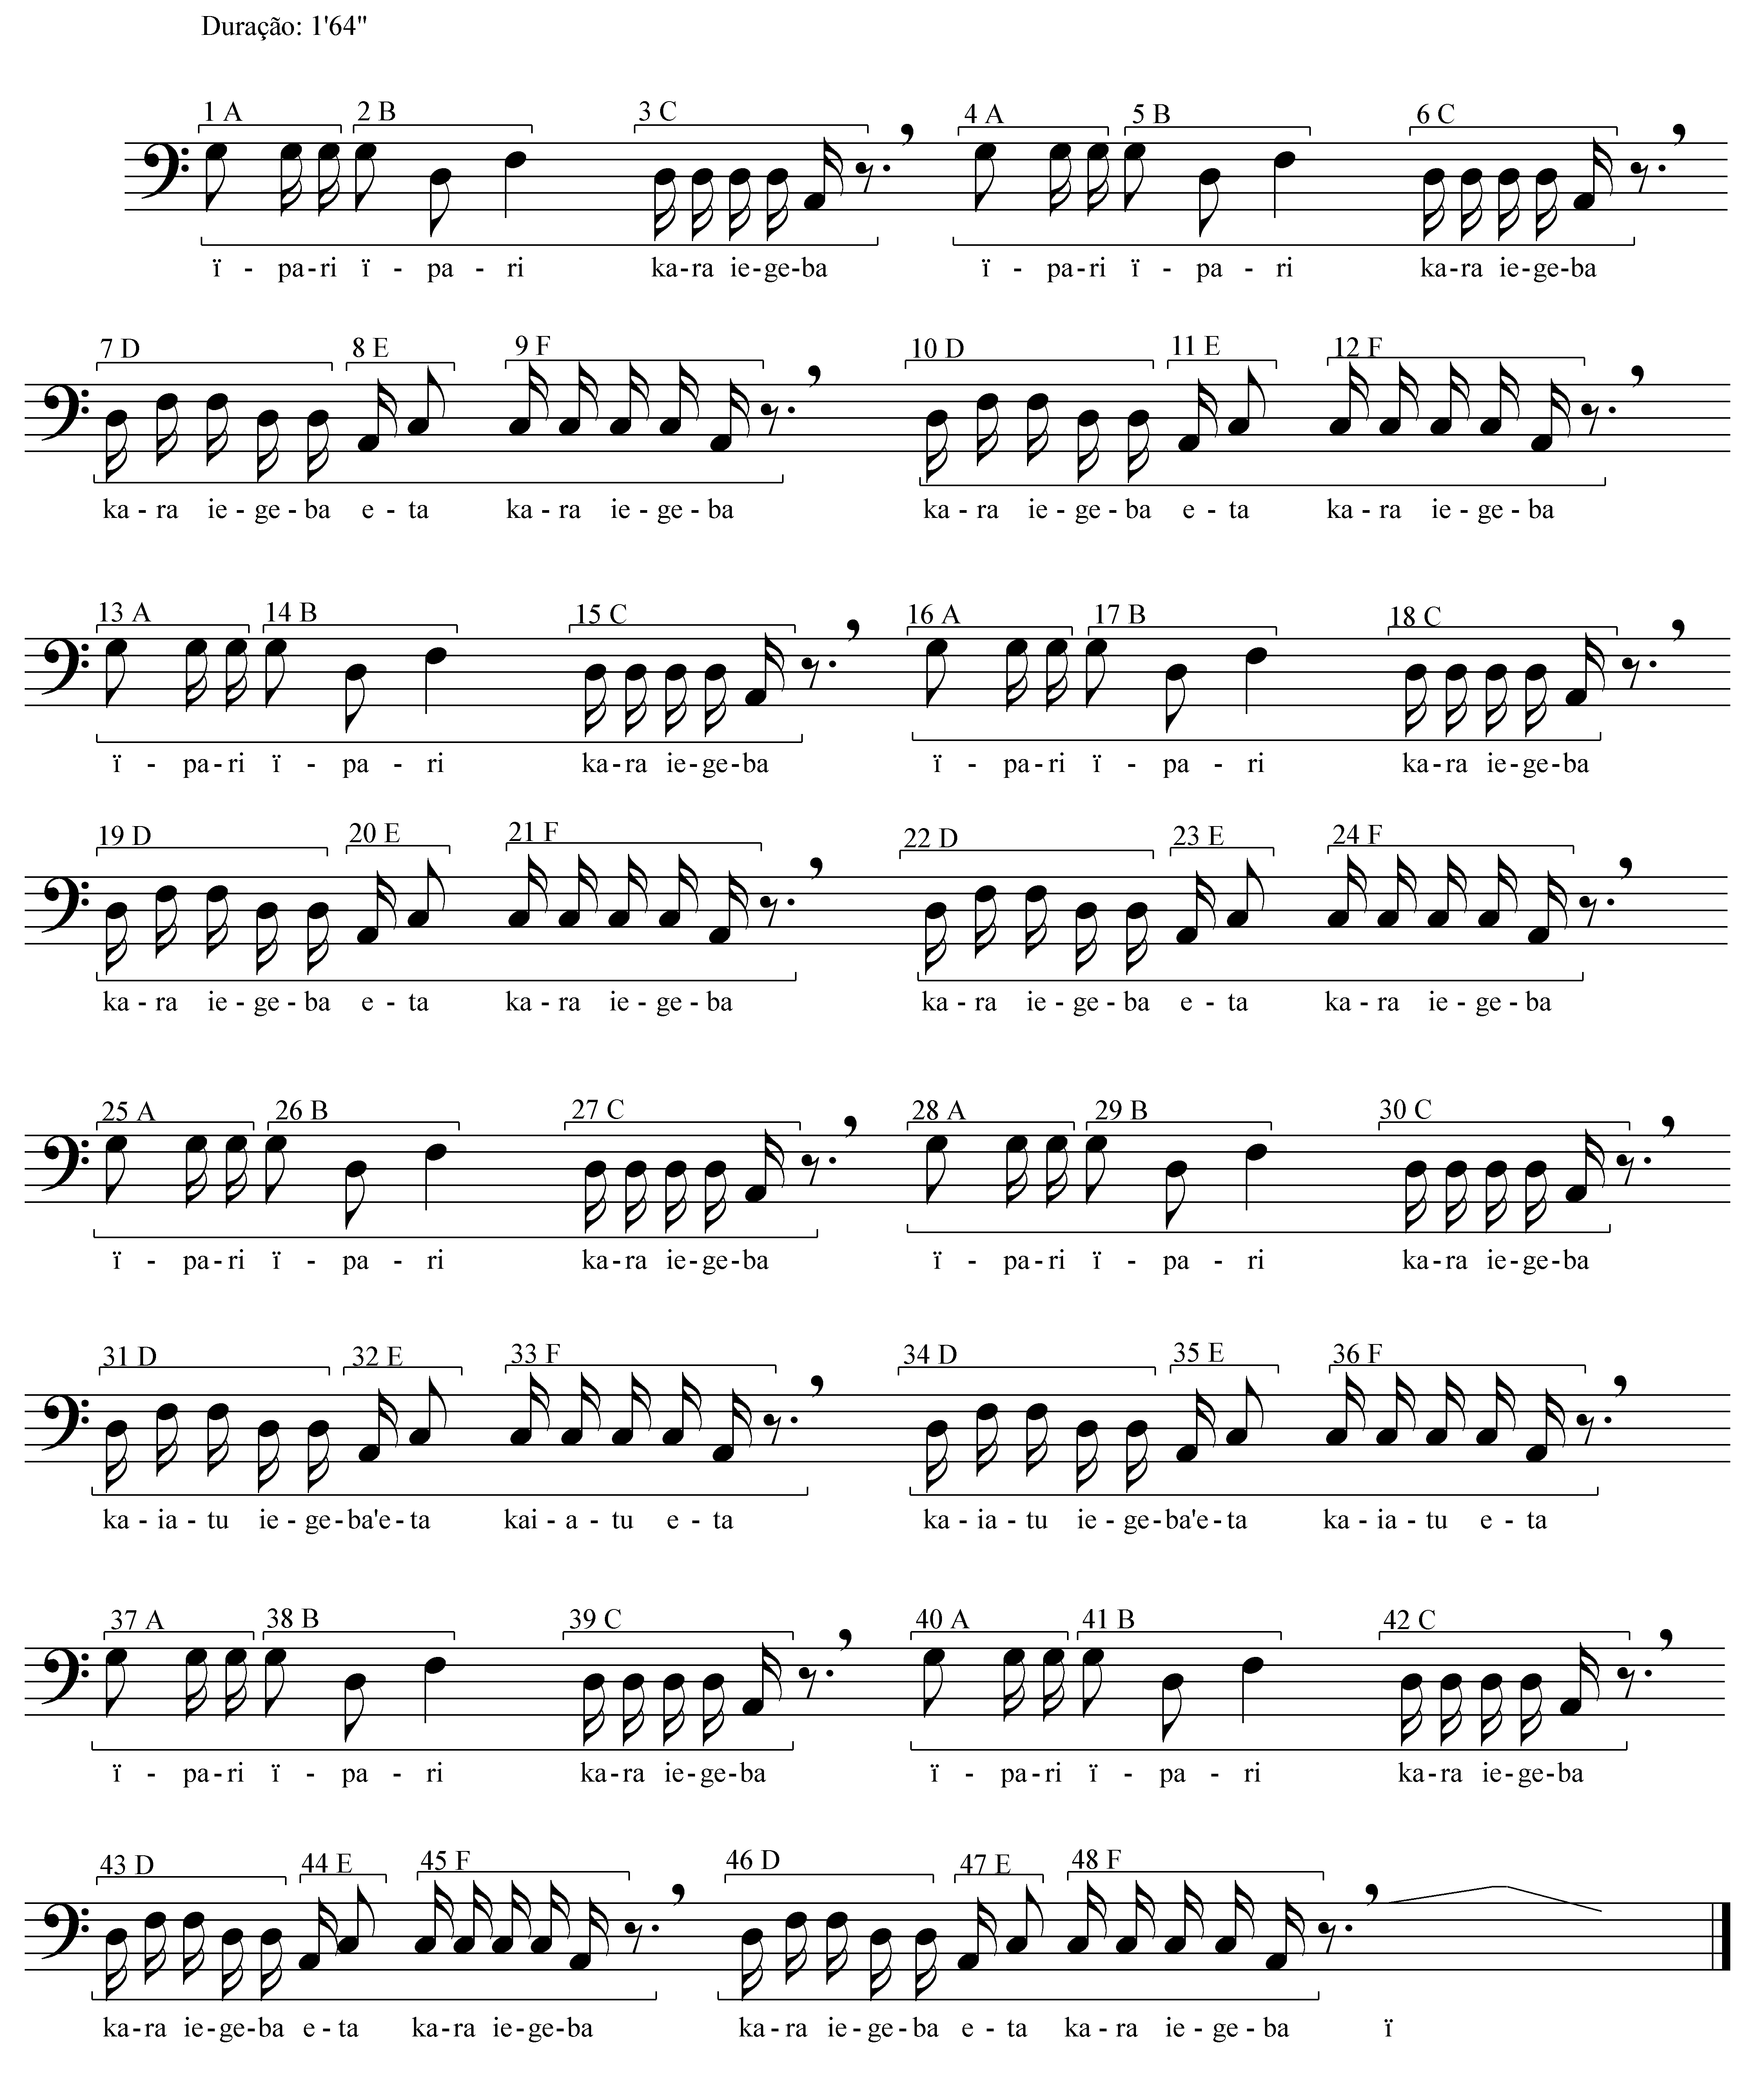 Duração: 1'64"
1 A 2 B 3 C 4 A 5 B 6 C
ï - pa-ri ï - pa - ri ka-ra ie-ge-ba ï - pa-ri ï - pa - ri ka-ra ie-ge-ba
7 D 8 E 9 F 10 D 11 E 12 F
ka - ra ie - ge - ba e - ta ka - ra ie - ge - ba ka - ra ie - ge - ba e - ta ka - ra ie - ge - ba
13 A 14 B 15 C 16 A 17 B 18 C
ï - pa-ri ï - pa - ri ka-ra ie-ge-ba ï - pa-ri ï - pa - ri ka-ra ie-ge-ba
19 D 20 E 21 F 22 D 23 E 24 F
ka - ra ie - ge - ba e - ta ka - ra ie - ge - ba ka - ra ie - ge - ba e - ta ka - ra ie - ge - ba
25 A 26 B 27 C 28 A 29 B 30 C
ï - pa-ri ï - pa - ri ka-ra ie-ge-ba ï - pa-ri ï - pa - ri ka-ra ie-ge-ba
31 D 32 E 33 F 34 D 35 E 36 F
ka - ia - tu ie - ge-ba'e-ta kai - a - tu e - ta ka - ia - tu ie - ge-ba'e-ta ka - ia - tu e - ta
37 A 38 B 39 C 40 A 41 B 42 C
ï - pa-ri ï - pa - ri ka-ra ie-ge-ba ï - pa-ri ï - pa - ri ka-ra ie-ge-ba
43 D 44 E 45 F 46 D 47 E 48 F
ka-ra ie-ge-ba e-ta ka-ra ie-ge-ba ka-ra ie-ge-ba e - ta ka-ra ie - ge - ba ï